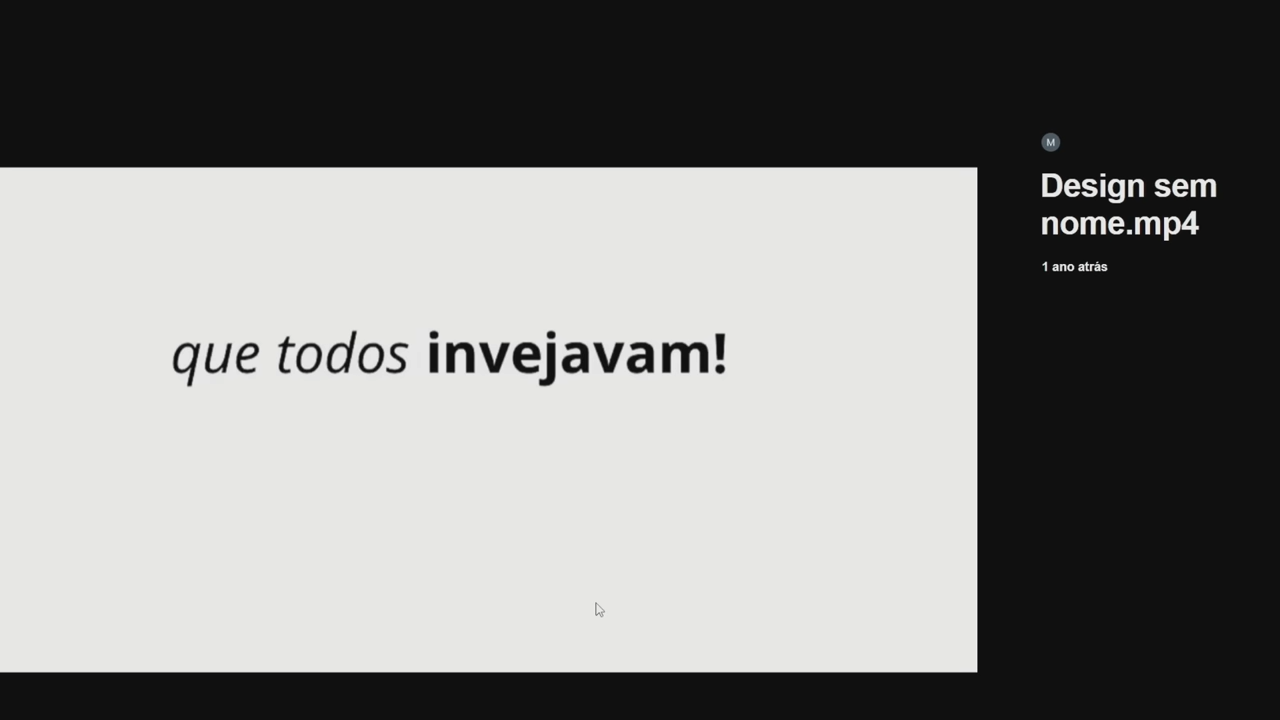 que todos invejavam!
M
Design sem
nome.mp4
1 ano atrás